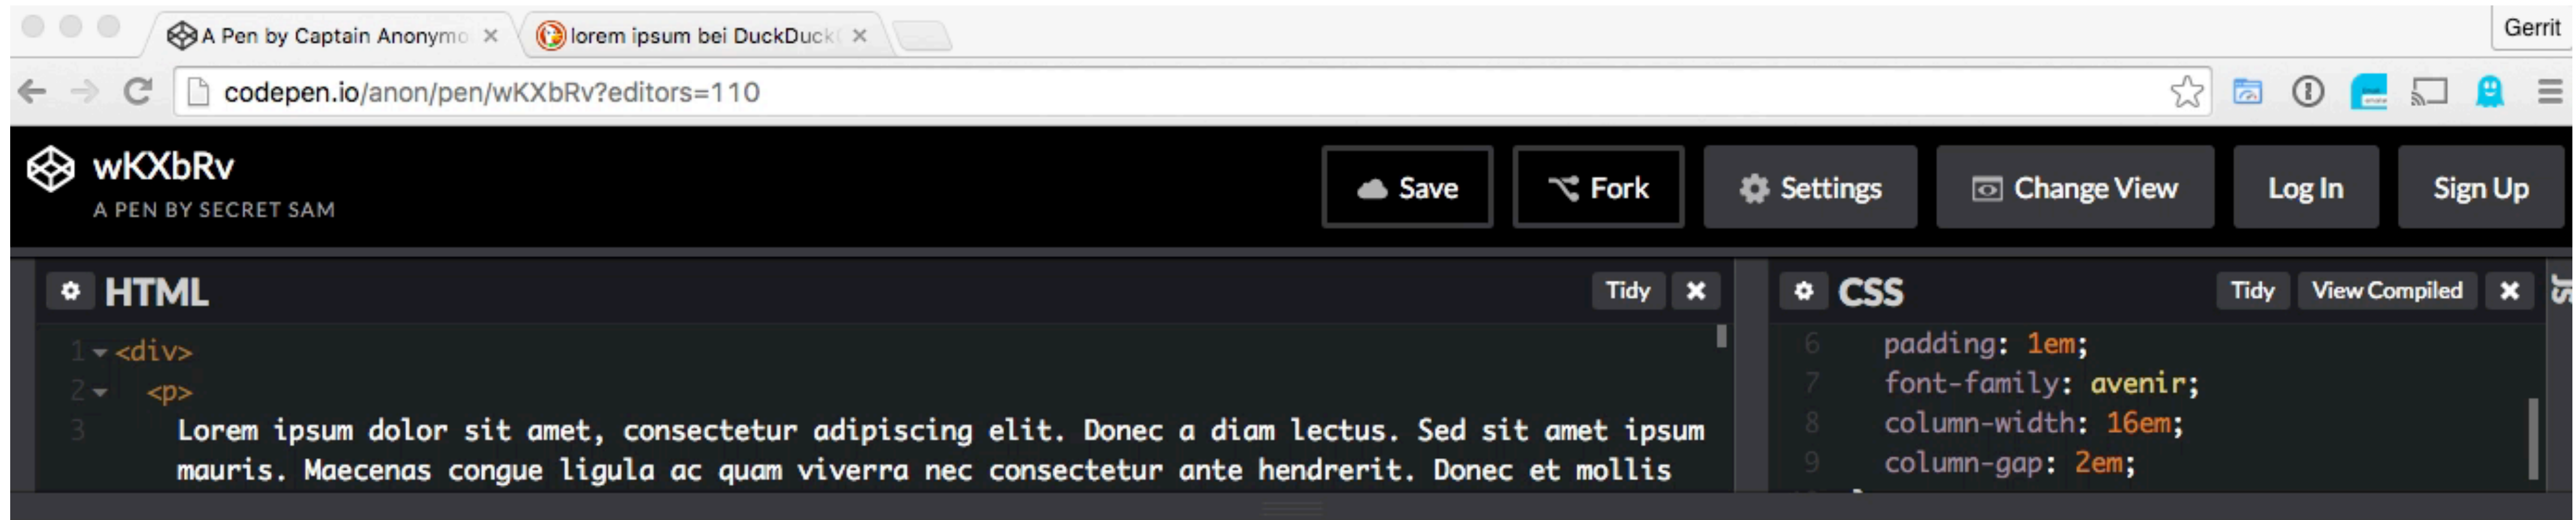 A Pen by Captain Anonymo
lorem ipsum bei DuckDuck
Gerrit
codepen.io/anon/pen/wKXbRv?editors=110
wKXbRv
A PEN BY SECRET SAM
Save
Fork
Settings
Change View
Log In
Sign Up
HTML
Tidy
1 <div>
2 <p>
3 Lorem ipsum dolor sit amet, consectetur adipiscing elit. Donec a diam lectus. Sed sit amet ipsum
mauris. Maecenas congue ligula ac quam viverra nec consectetur ante hendrerit. Donec et mollis
CSS
Tidy
View Compiled
JS
6 padding: 1em;
7 font-family: avenir;
8 column-width: 16em;
9 column-gap: 2em;